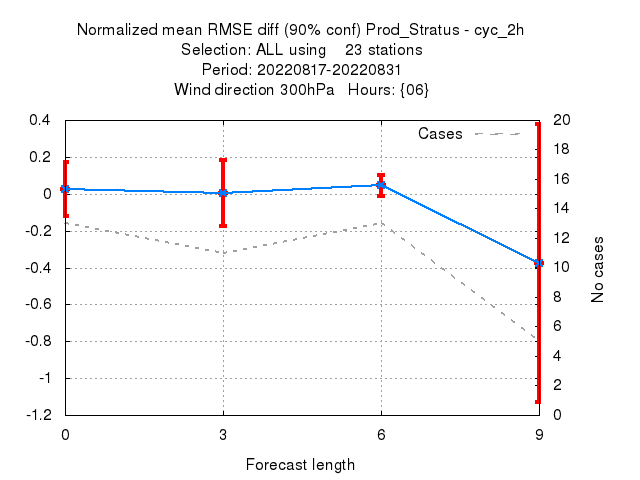 Normalized mean RMSE diff (90% conf) Prod_Stratus - cyc_2h
Selection: ALL using 23 stations
Period: 20220817-20220831
Wind direction 300hPa Hours: {06}
Cases
0.4
0.2
0
-0.2
-0.4
-0.6
-0.8
-1
-1.2
20
18
16
14
12
10
8
6
4
2
0
No cases
0 3 6 9
Forecast length